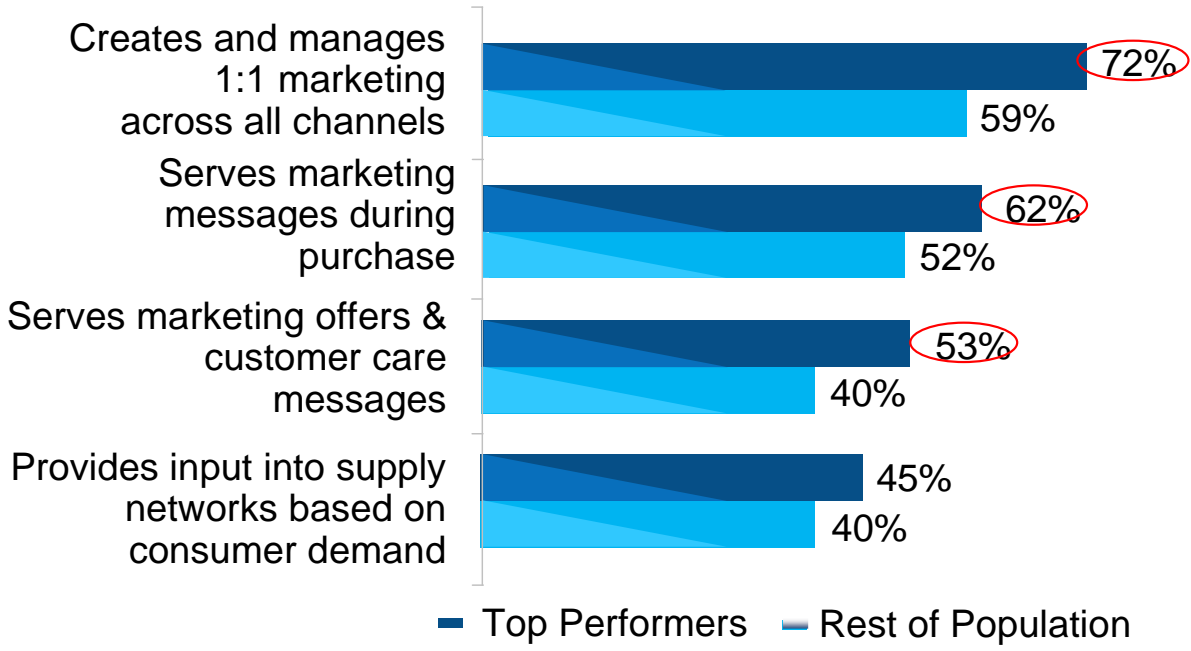 Creates and manages
1:1 marketing
across all channels
72%
59%
Serves marketing
messages during
purchase
62%
52%
Serves marketing offers &
customer care
messages
53%
40%
Provides input into supply
networks based on
consumer demand
45%
40%
Top Performers
Rest of Population